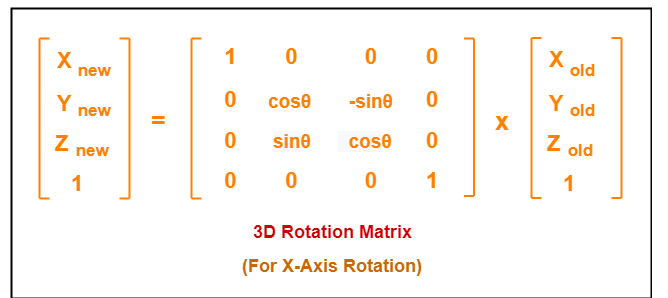 X new 1 0 0 0 X old
Y new 0 cosθ -sinθ 0 Y old
= x
Z new 0 sinθ cosθ 0 Z old
1 0 0 0 1 1
3D Rotation Matrix
(For X-Axis Rotation)